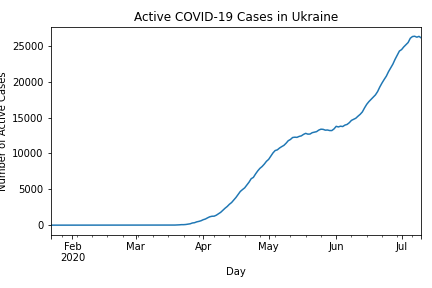 Active COVID-19 Cases in Ukraine
Number of Active Cases
25000
20000
15000
10000
5000
0
Feb
2020
Mar
Apr
May
Jun
Jul
Day